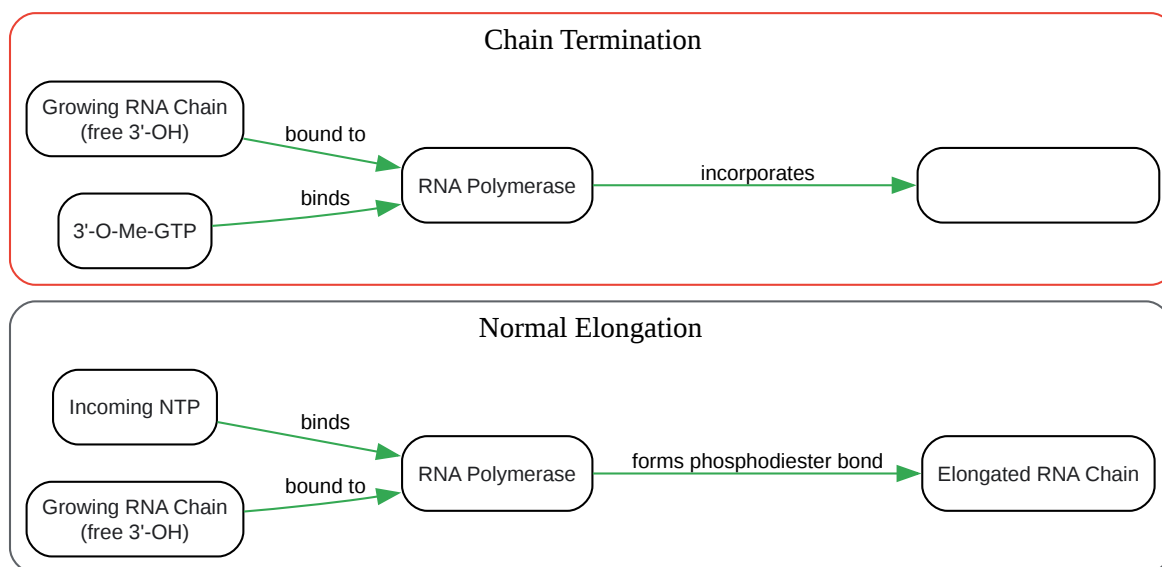 Chain Termination
Growing RNA Chain
(free 3'-OH)
bound to
3'-O-Me-GTP
binds
RNA Polymerase
incorporates
Normal Elongation
Incoming NTP
binds
Growing RNA Chain
(free 3'-OH)
bound to
RNA Polymerase
forms phosphodiester bond
Elongated RNA Chain